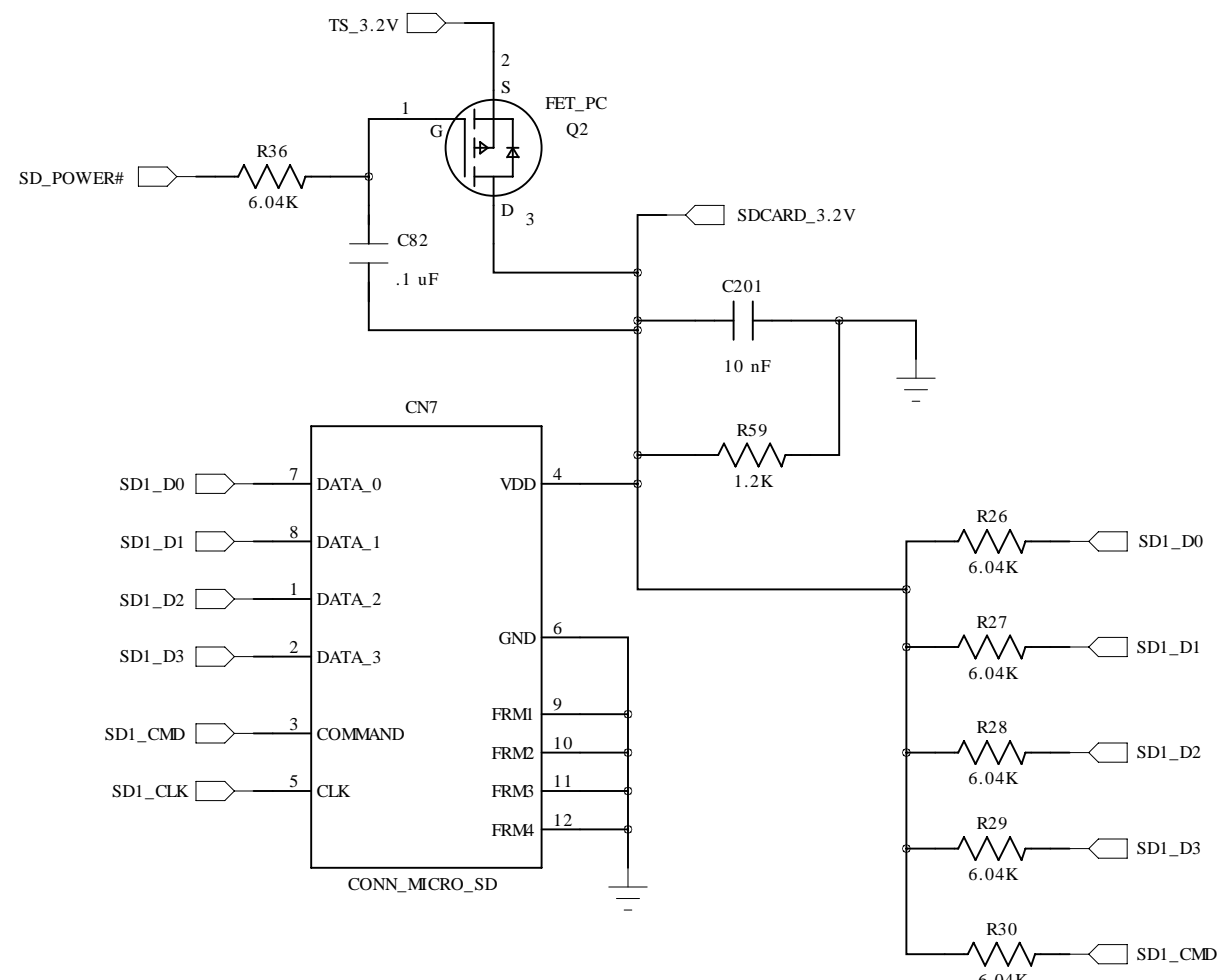 TS_3.2V
2
S
FET_PC
Q2
1
G
R36
SD_POWER#
6.04K
D
3
SDCARD_3.2V
C82
.1 uF
C201
10 nF
CN7
R59
1.2K
SD1_D0
7
DATA_0
VDD
4
SD1_D1
8
DATA_1
SD1_D2
1
DATA_2
GND
6
SD1_D3
2
DATA_3
FRM1
9
SD1_CMD
3
COMMAND
FRM2
10
SD1_CLK
5
CLK
FRM3
11
FRM4
12
CONN_MICRO_SD
R26
SD1_D0
6.04K
R27
SD1_D1
6.04K
R28
SD1_D2
6.04K
R29
SD1_D3
6.04K
R30
SD1_CMD
6.04K